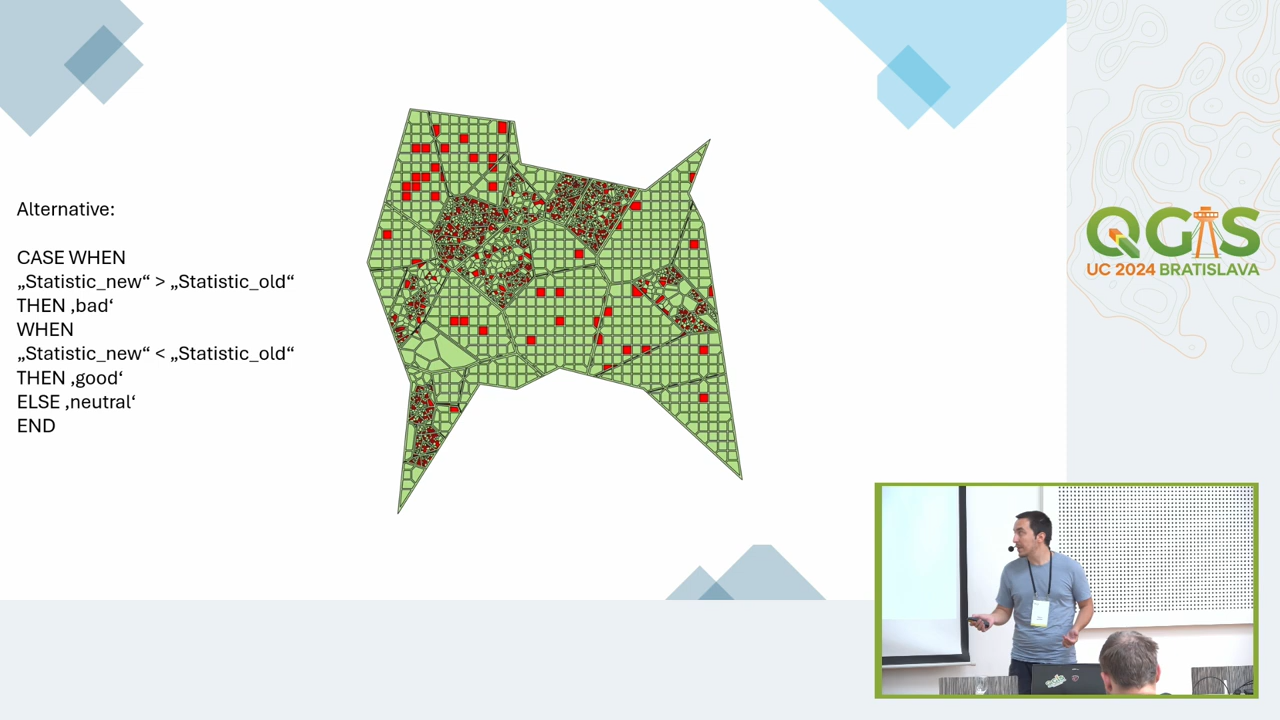 Alternative:
CASE WHEN
„Statistic_new“ > „Statistic_old“
THEN ‚bad‘
WHEN
„Statistic_new“ < „Statistic_old“
THEN ‚good‘
ELSE ‚neutral‘
END
QGIS
UC 2024 BRATISLAVA